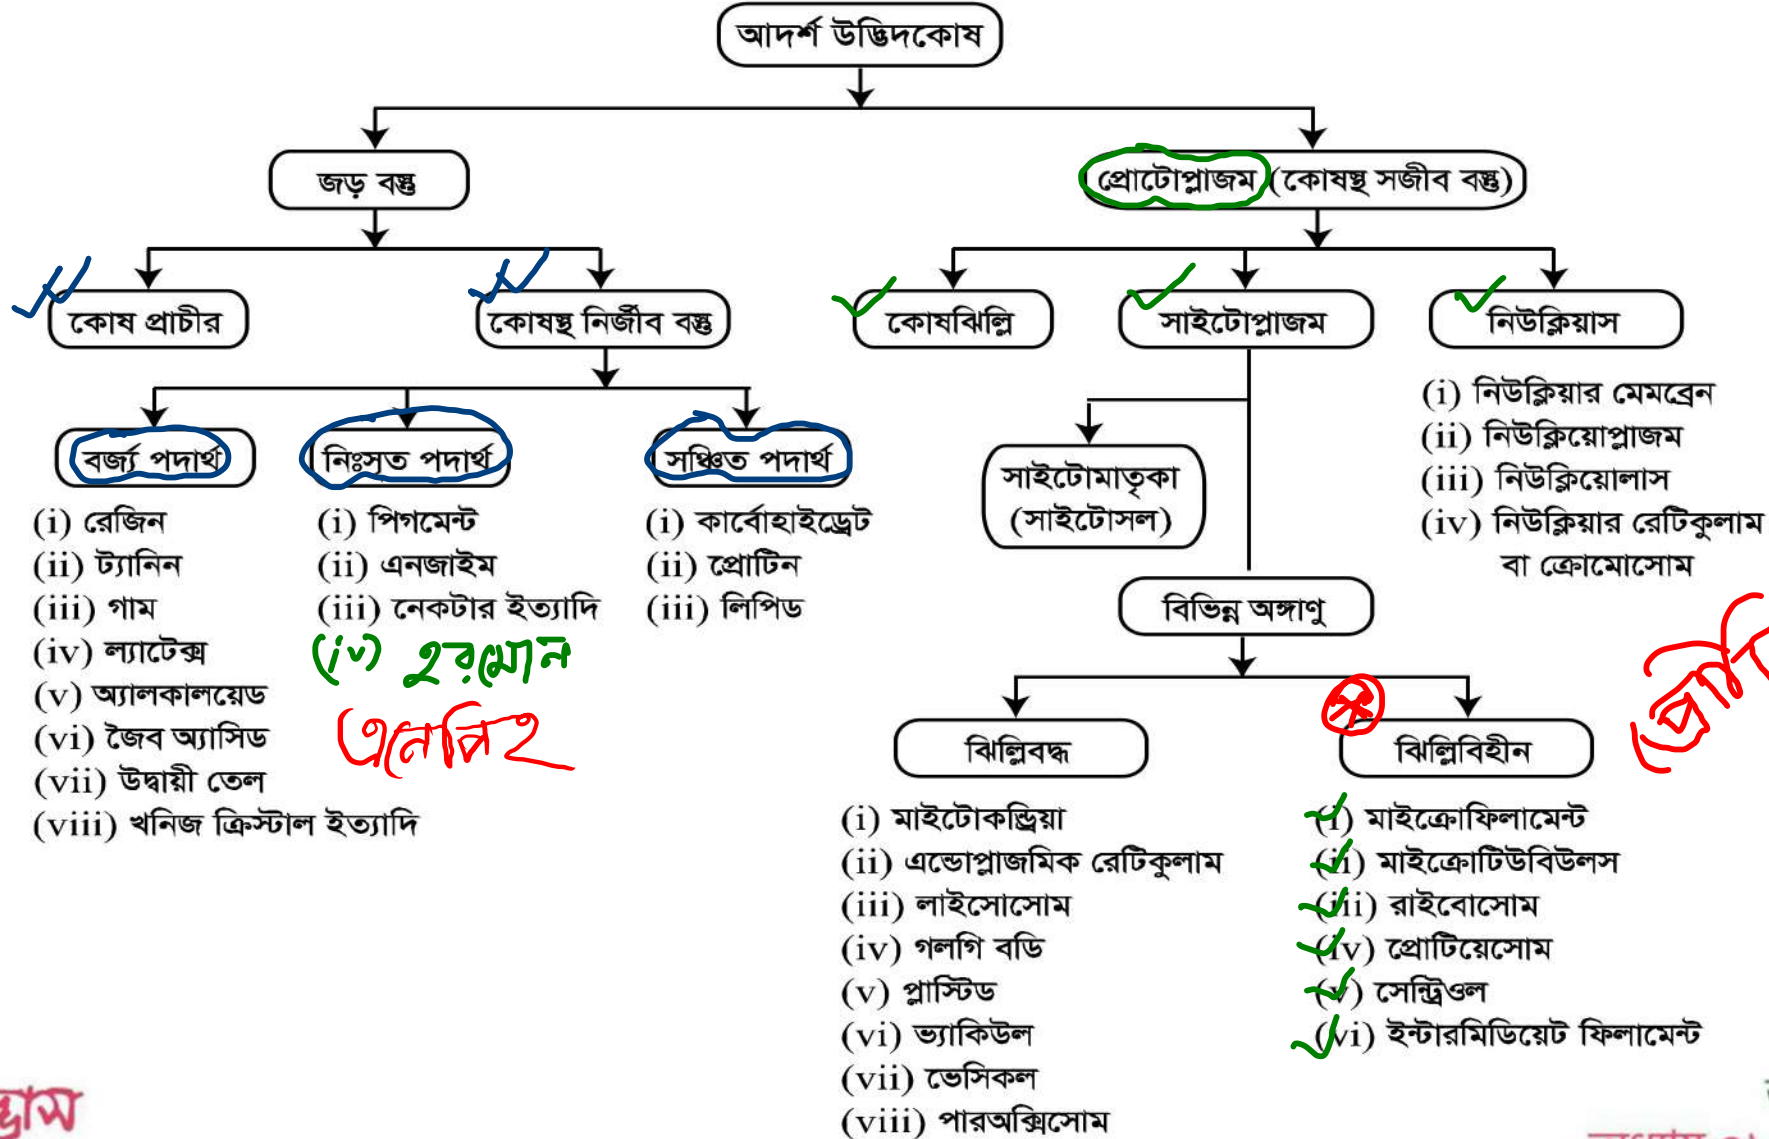 আদর্শ উদ্ভিদকোষ
জড় বস্তু
প্রোটোপ্লাজম (কোষস্থ সজীব বস্তু)
কোষ প্রাচীর
কোষস্থ নির্জীব বস্তু
কোষঝিল্লি
সাইটোপ্লাজম
নিউক্লিয়াস
(i) নিউক্লিয়ার মেমব্রেন
(ii) নিউক্লিয়োপ্লাজম
(iii) নিউক্লিয়োলাস
(iv) নিউক্লিয়ার রেটিকুলাম
বা ক্রোমোসোম
বর্জ্য পদার্থ
(i) রেজিন
(ii) ট্যানিন
(iii) গাম
(iv) ল্যাটেক্স
(v) অ্যালকালয়েড
(vi) জৈব অ্যাসিড
(vii) উদ্বায়ী তেল
(viii) খনিজ ক্রিস্টাল ইত্যাদি
নিঃসৃত পদার্থ
(i) পিগমেন্ট
(ii) এনজাইম
(iii) নেকটার ইত্যাদি
(iv) হরমোন
এনেপিহ
সঞ্চিত পদার্থ
(i) কার্বোহাইড্রেট
(ii) প্রোটিন
(iii) লিপিড
সাইটোমাতৃকা
(সাইটোসল)
বিভিন্ন অঙ্গাণু
ঝিল্লিবদ্ধ
(i) মাইটোকন্ড্রিয়া
(ii) এন্ডোপ্লাজমিক রেটিকুলাম
(iii) লাইসোসোম
(iv) গলগি বডি
(v) প্লাস্টিড
(vi) ভ্যাকিউল
(vii) ভেসিকল
(viii) পারঅক্সিসোম
ঝিল্লিবিহীন
(i) মাইক্রোফিলামেন্ট
(ii) মাইক্রোটিউবিউলস
(iii) রাইবোসোম
(iv) প্রোটিয়েসোম
(v) সেন্ট্রিওল
(vi) ইন্টারমিডিয়েট ফিলামেন্ট